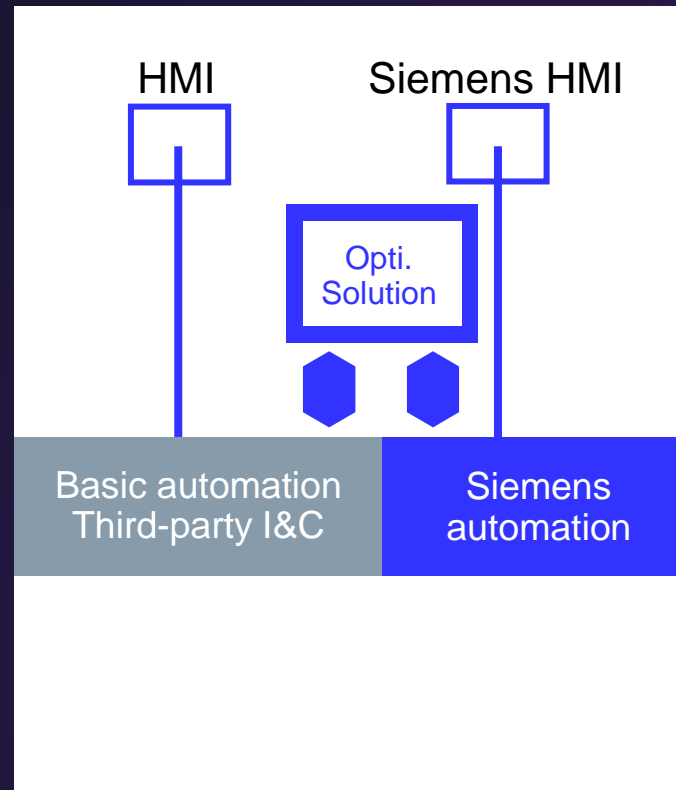 HMI
Siemens HMI
Opti.
Solution
Basic automation
Third-party I&C
Siemens
automation